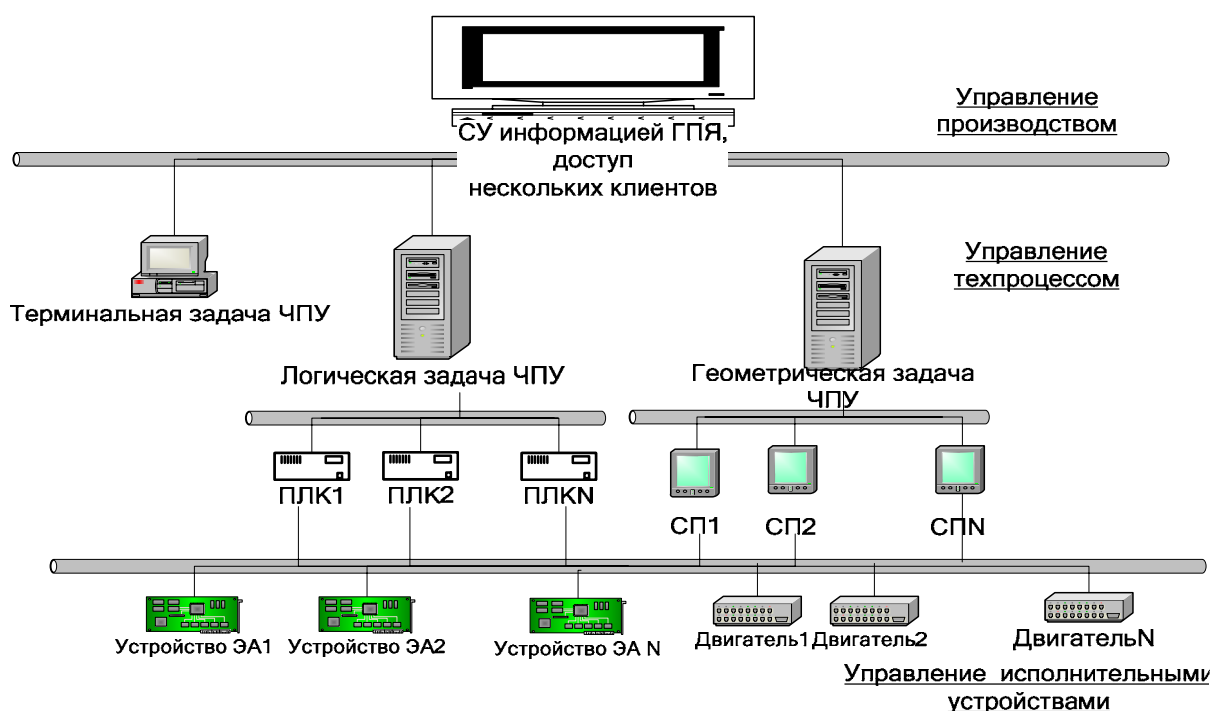 Управление
производством
СУ информацией ГПЯ,
доступ
нескольких клиентов
Управление
техпроцессом
Терминальная задача ЧПУ
Логическая задача ЧПУ
Геометрическая задача
ЧПУ
ПЛК1
ПЛК2
ПЛКN
СП1
СП2
СПN
Устройство ЭА1
Устройство ЭА2
Устройство ЭА N
Двигатель1
Двигатель2
ДвигательN
Управление исполнительными
устройствами